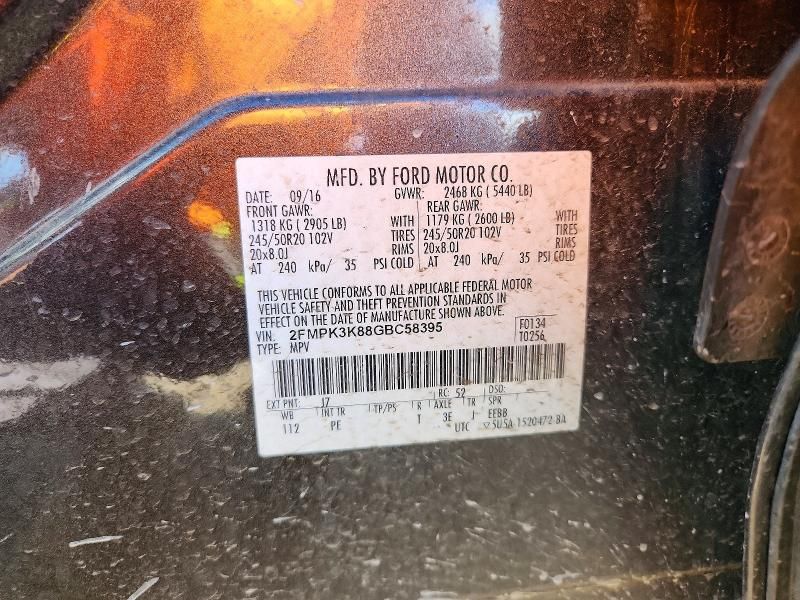 MFD. BY FORD MOTOR CO.
DATE: 09/16 GVWR: 2468 KG ( 5440 LB)
FRONT GAWR: REAR GAWR:
1318 KG ( 2905 LB) WITH 1179 KG ( 2600 LB) WITH
245/50R20 102V TIRES 245/50R20 102V TIRES
20x8.0J RIMS 20x8.0J RIMS
AT 240 kPa/ 35 PSI COLD AT 240 kPa/ 35 PSI COLD
THIS VEHICLE CONFORMS TO ALL APPLICABLE FEDERAL MOTOR
VEHICLE SAFETY AND THEFT PREVENTION STANDARDS IN
EFFECT ON THE DATE OF MANUFACTURE SHOWN ABOVE.
VIN: 2FMPK3K88GBC58395 F0134
TYPE: MPV T0256
EXT PNT: J7 RC: 52 DSO:
WB INT TR TP/PS R AXLE TR SPR
112 PE T 3E J EEBB
UTC ▽5U5A-1520472-BA